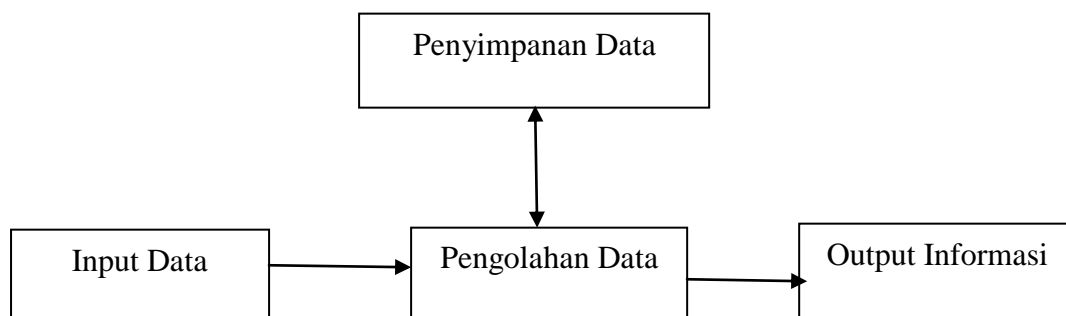 Penyimpanan Data
Input Data
Pengolahan Data
Output Informasi